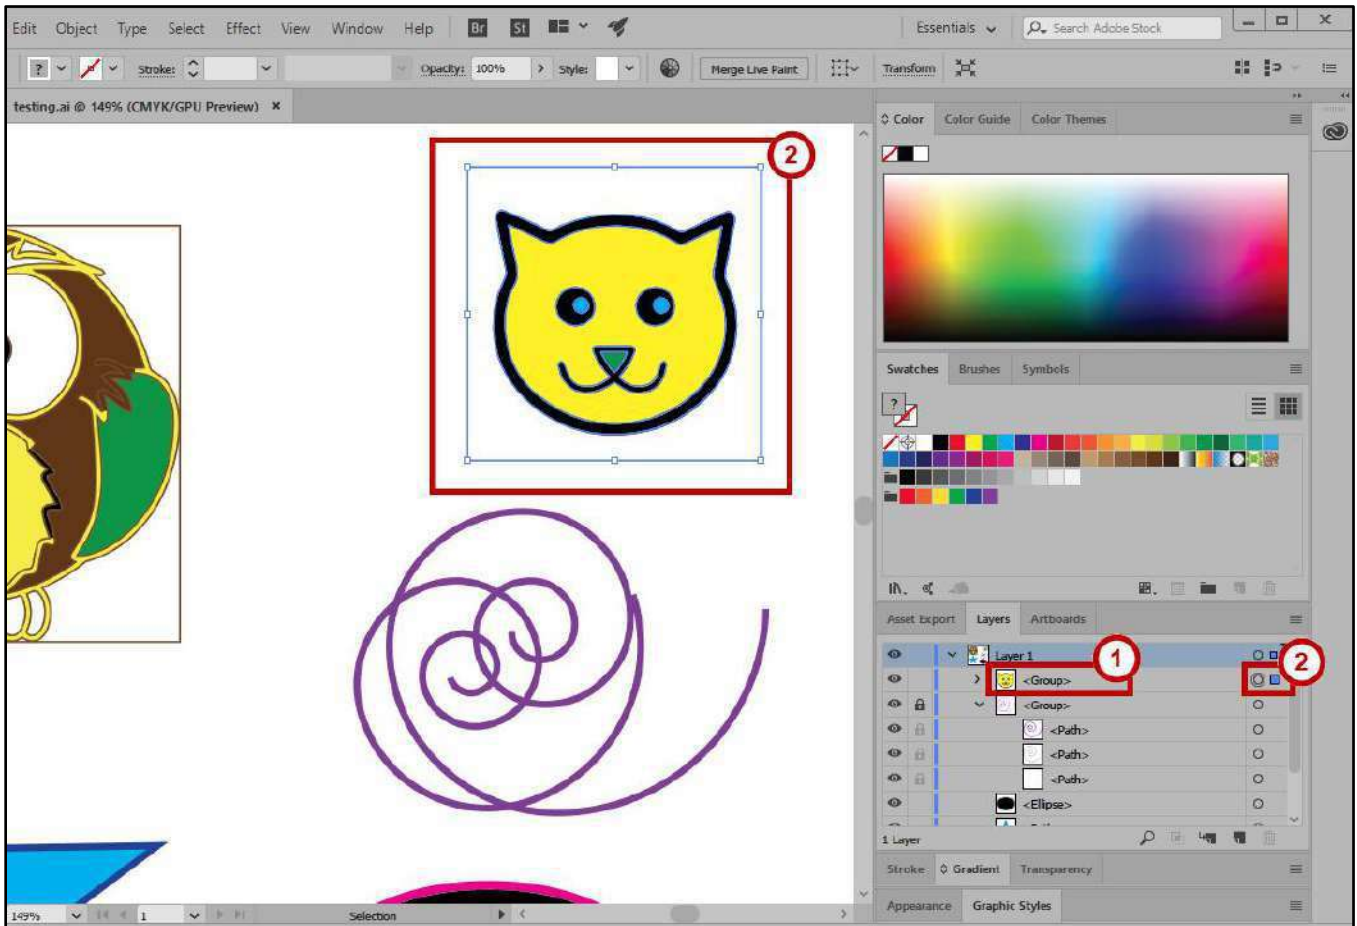 Edit Object Type Select Effect View Window Help Br St Essentials Search Adobe Stock
? Stroke: Opacity: 100% Style: Merge Live Paint Transform
testing.ai @ 149% (CMYK/GPU Preview) ×
Color Color Guide Color Themes
2
Swatches Brushes Symbols
?
Asset Export Layers Artboards
Layer 1
1
2
<Group>
<Group>
<Path>
<Path>
<Path>
<Ellipse>
1 Layer
Stroke Gradient Transparency
Appearance Graphic Styles
149% 1 Selection